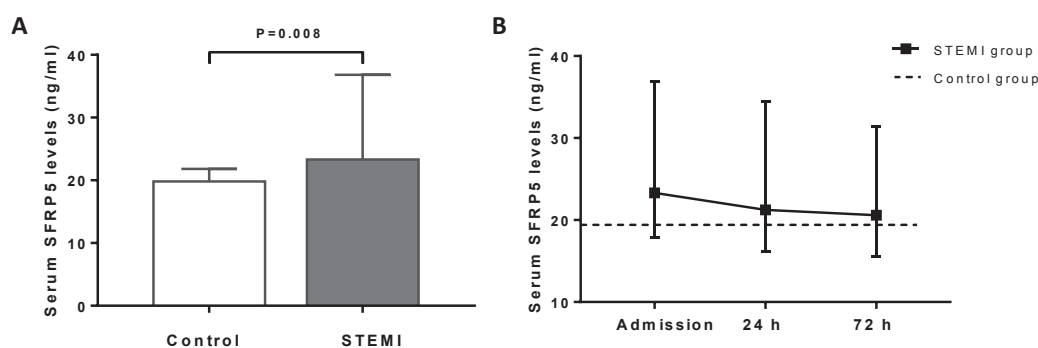 A
P=0.008
Serum SFRP5 levels (ng/ml)
40
30
20
10
0
Control
STEMI
B
STEMI group
Control group
Serum SFRP5 levels (ng/ml)
40
30
20
10
Admission
24 h
72 h